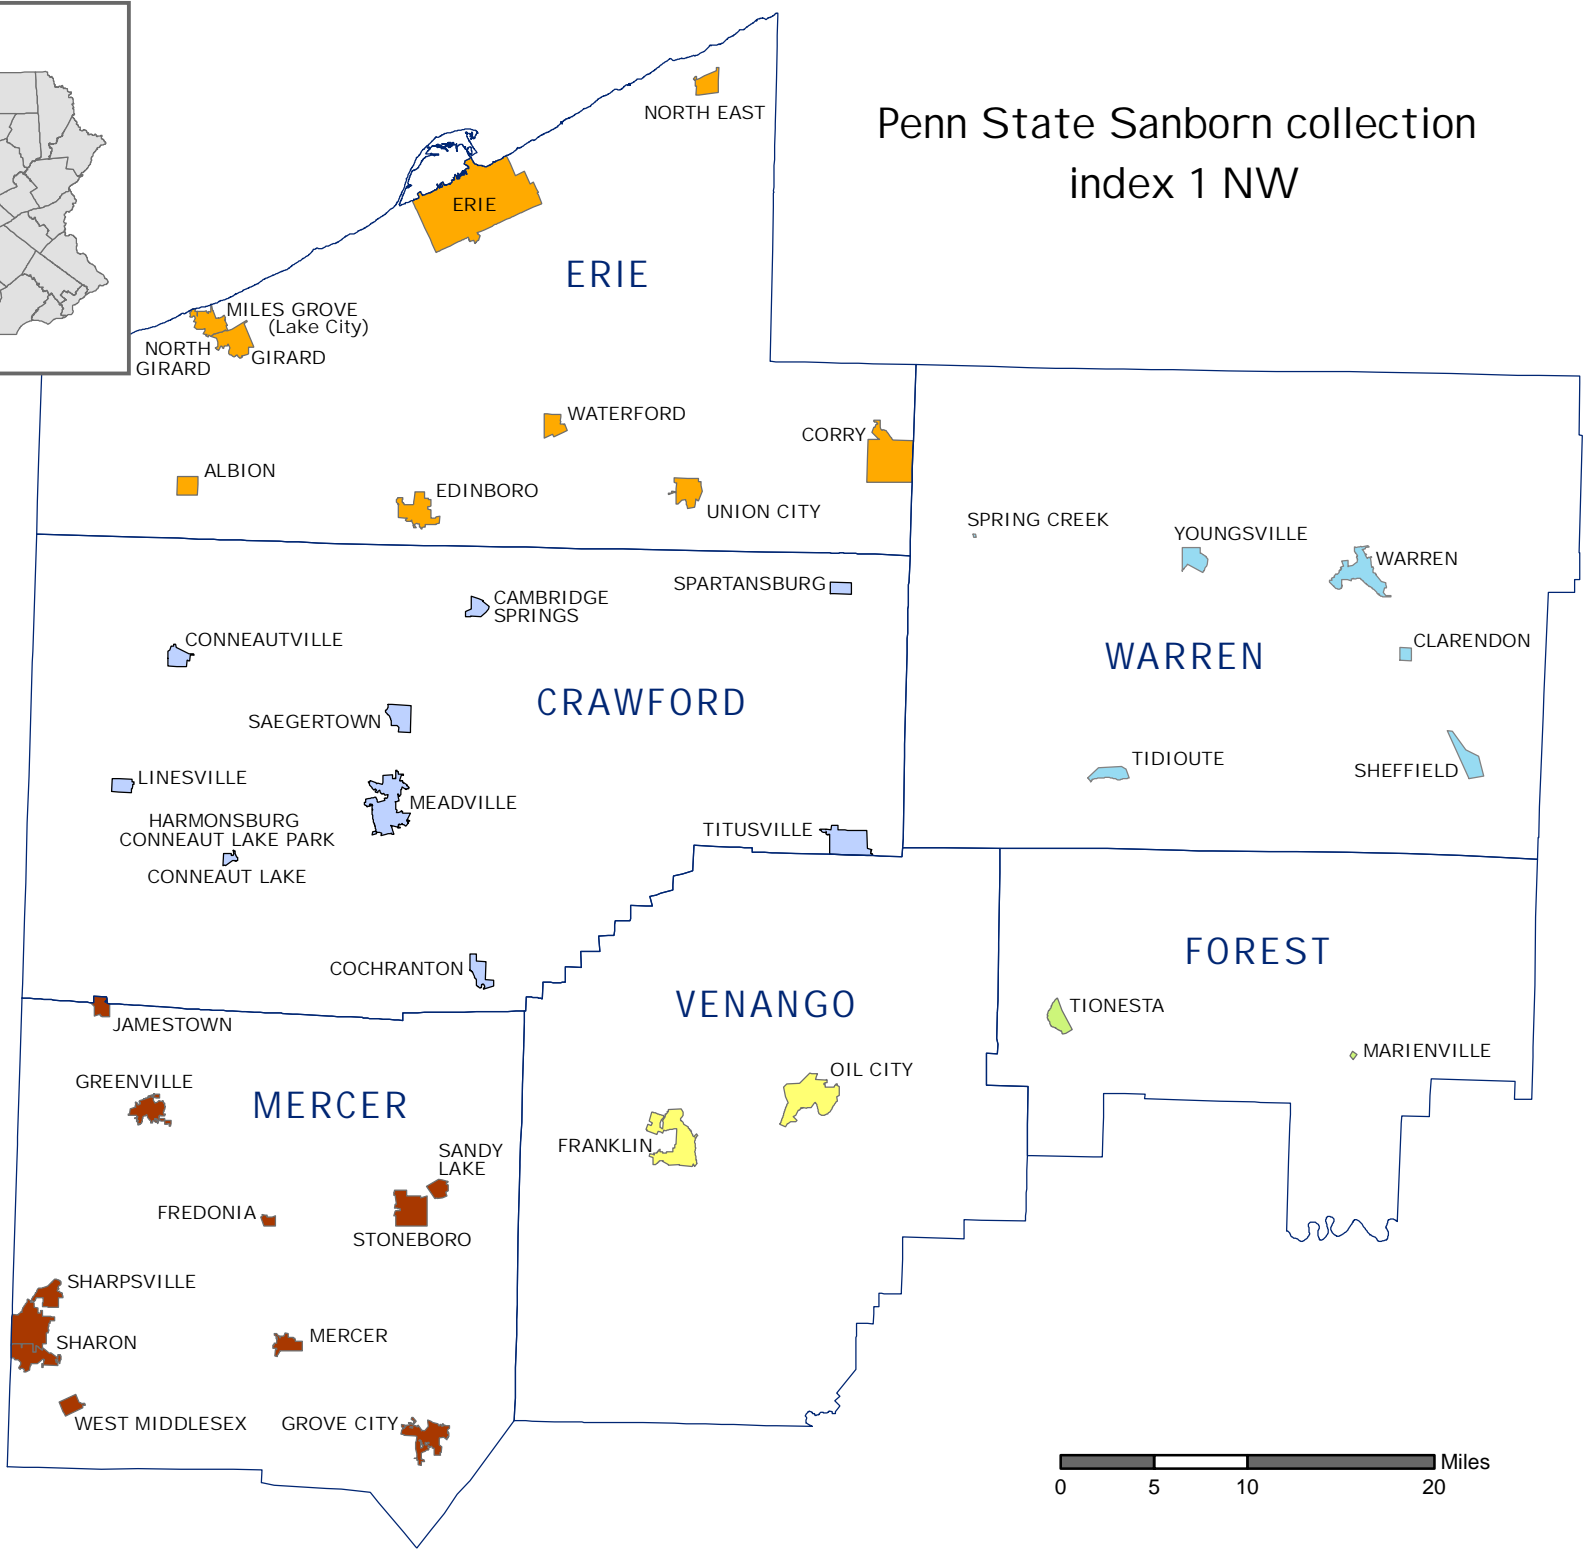 Penn State Sanborn collection
index 1 NW
NORTH EAST
ERIE
ERIE
MILES GROVE
(Lake City)
NORTH
GIRARD
GIRARD
WATERFORD
CORRY
ALBION
EDINBORO
UNION CITY
SPRING CREEK
YOUNGSVILLE
WARREN
CLARENDON
WARREN
TIDIOUTE
SHEFFIELD
SPARTANSBURG
CAMBRIDGE
SPRINGS
CONNEAUTVILLE
CRAWFORD
SAEGERTOWN
LINESVILLE
MEADVILLE
HARMONSBURG
CONNEAUT LAKE PARK
CONNEAUT LAKE
TITUSVILLE
COCHRANTON
FOREST
TIONESTA
MARIENVILLE
VENANGO
OIL CITY
FRANKLIN
JAMESTOWN
GREENVILLE
MERCER
SANDY
LAKE
FREDONIA
STONEBORO
SHARPSVILLE
SHARON
MERCER
WEST MIDDLESEX
GROVE CITY
Miles
0 5 10 20